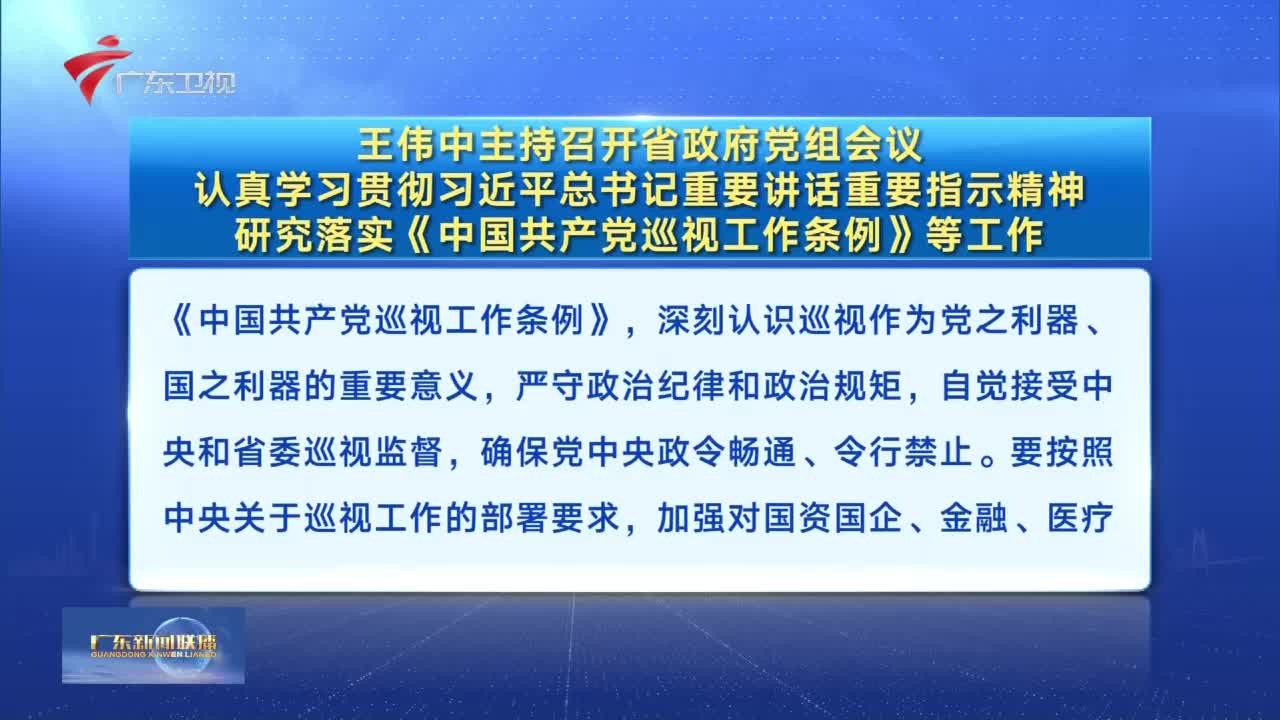 广东卫视
王伟中主持召开省政府党组会议
认真学习贯彻习近平总书记重要讲话重要指示精神
研究落实《中国共产党巡视工作条例》等工作
《中国共产党巡视工作条例》，深刻认识巡视作为党之利器、
国之利器的重要意义，严守政治纪律和政治规矩，自觉接受中
央和省委巡视监督，确保党中央政令畅通、令行禁止。要按照
中央关于巡视工作的部署要求，加强对国资国企、金融、医疗
广东新闻联播
GUANGDONG XINWEN LIANBO